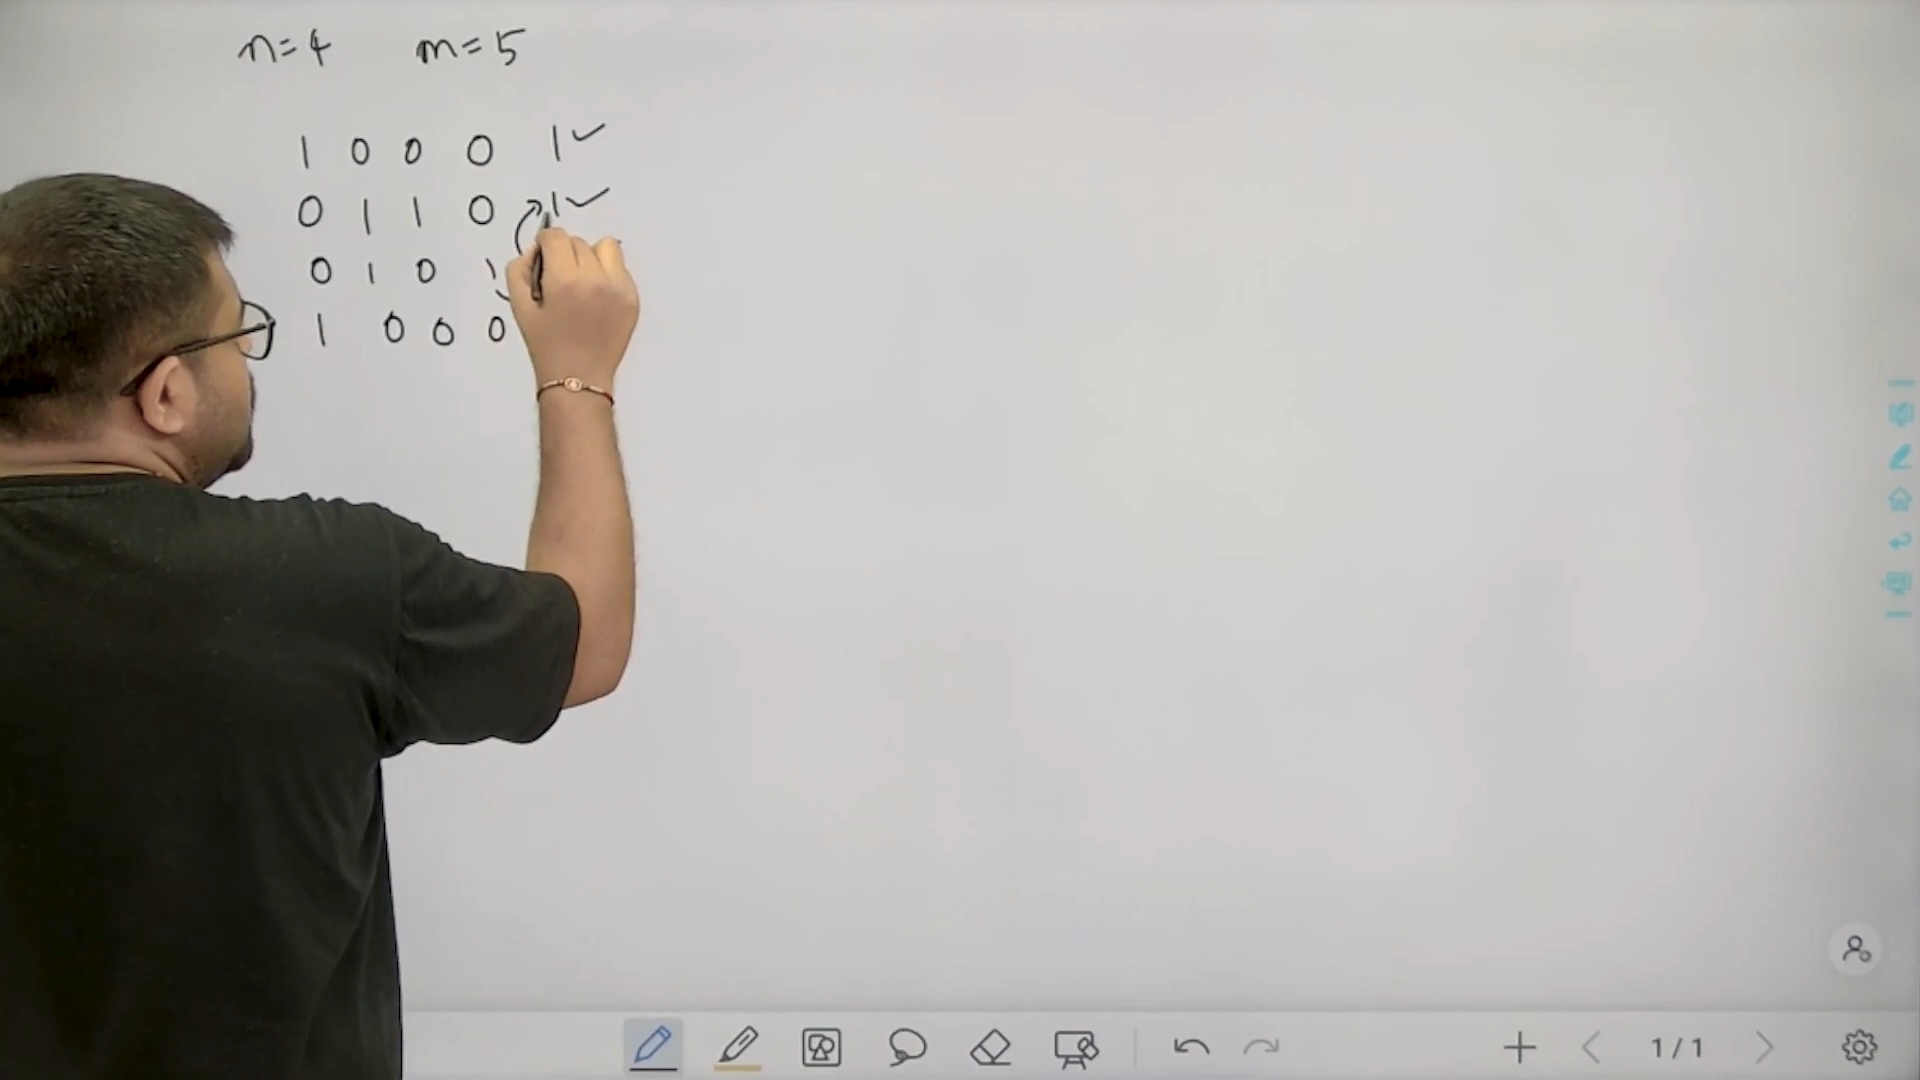 n=4 m=5
1 0 0 0 1✓
0 1 1 0 1✓
0 1 0 1
1 0 0 0
1/1